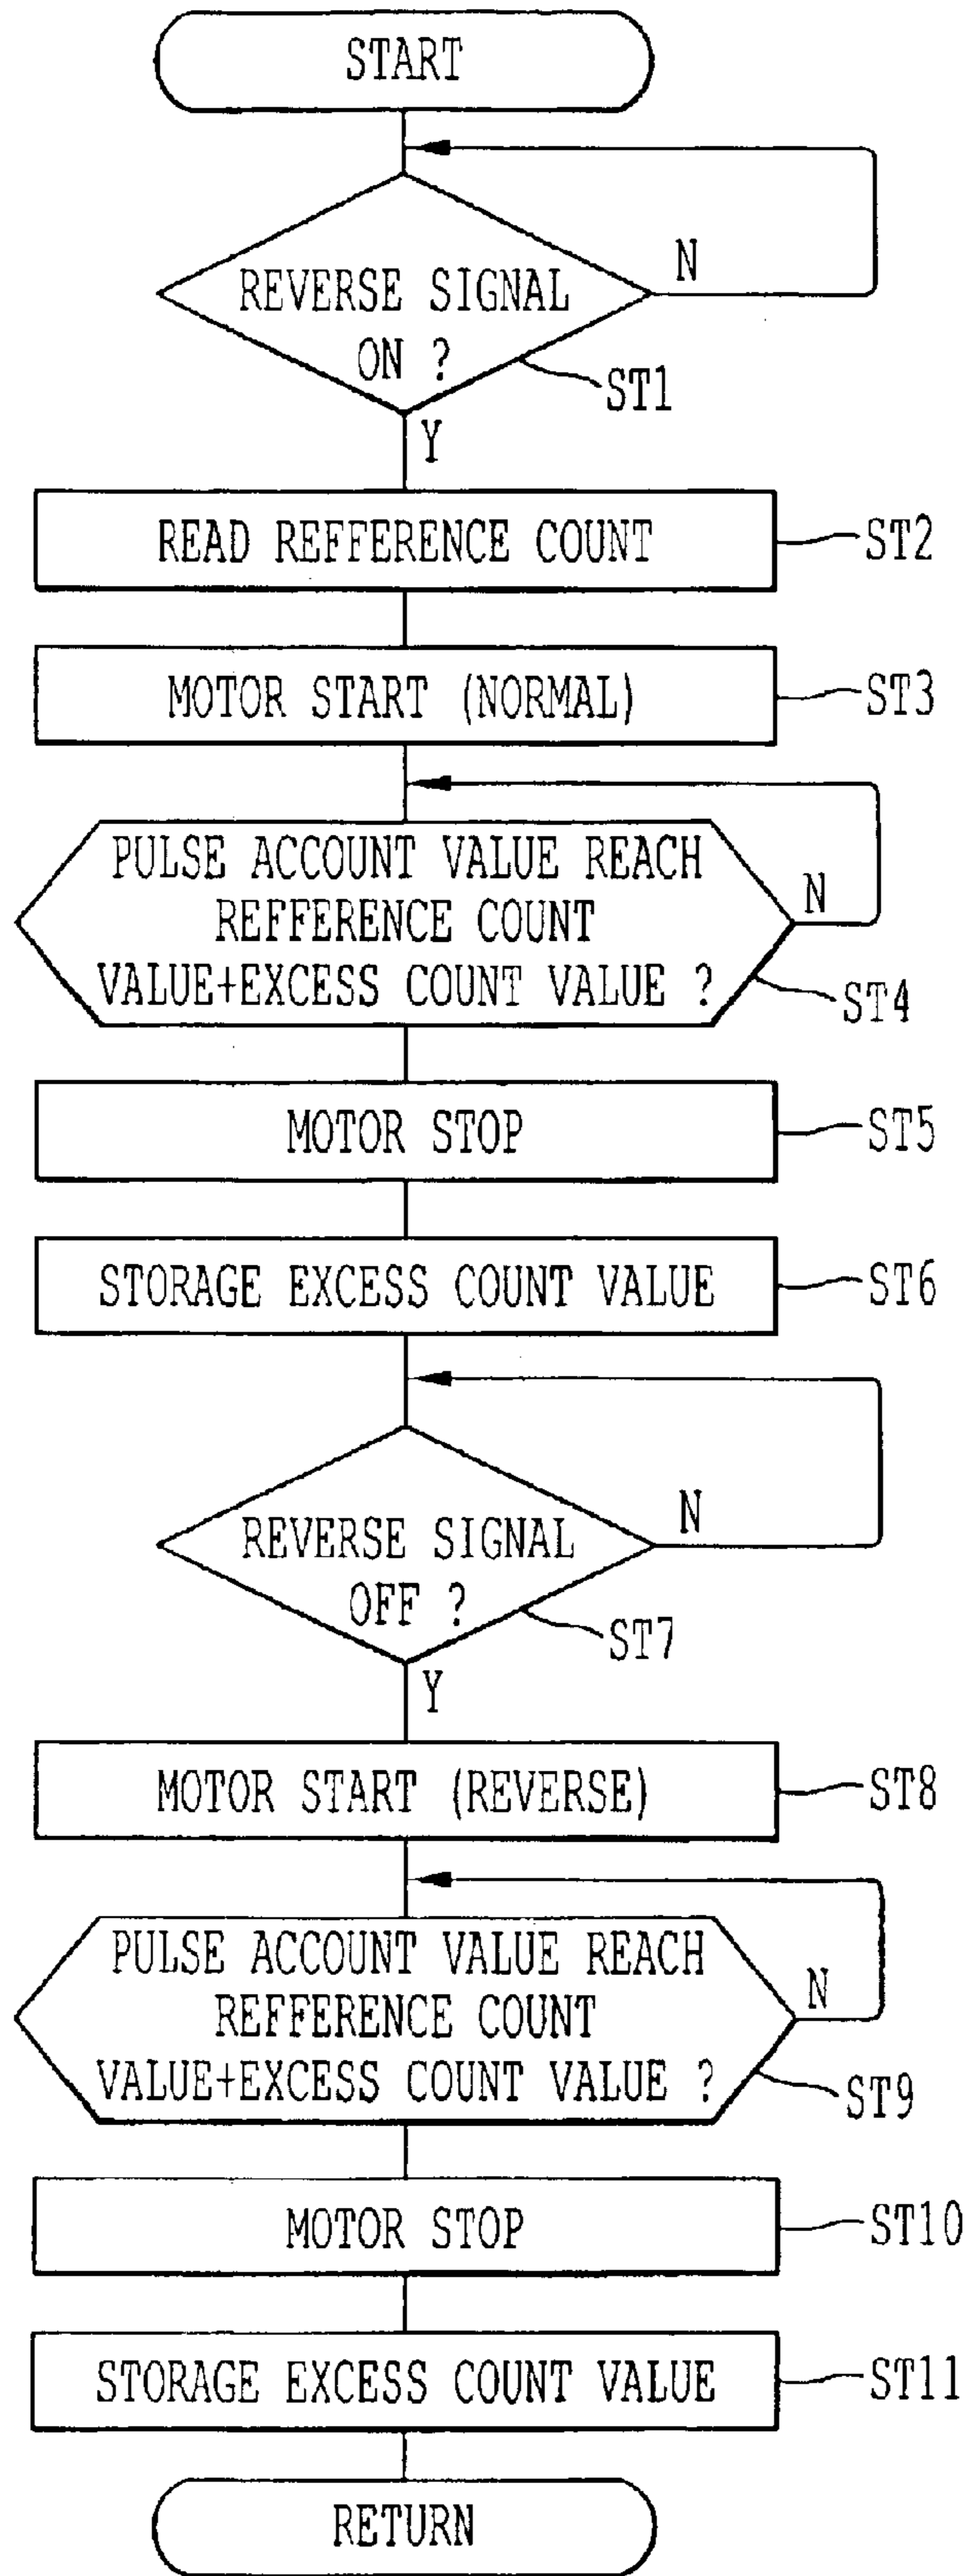 START
N
REVERSE SIGNAL
ON ?
ST1
Y
READ REFFERENCE COUNT
ST2
MOTOR START (NORMAL)
ST3
PULSE ACCOUNT VALUE REACH
REFFERENCE COUNT
VALUE+EXCESS COUNT VALUE ?
N
ST4
MOTOR STOP
ST5
STORAGE EXCESS COUNT VALUE
ST6
N
REVERSE SIGNAL
OFF ?
ST7
Y
MOTOR START (REVERSE)
ST8
PULSE ACCOUNT VALUE REACH
REFFERENCE COUNT
VALUE+EXCESS COUNT VALUE ?
N
ST9
MOTOR STOP
ST10
STORAGE EXCESS COUNT VALUE
ST11
RETURN